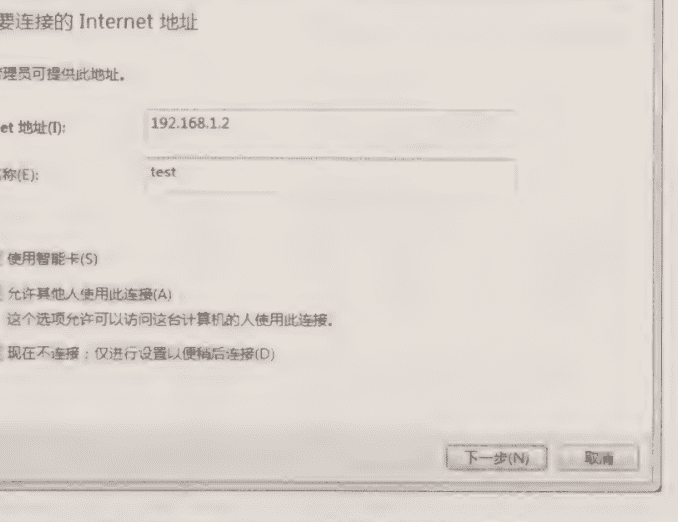 要连接的 Internet 地址
管理员可提供此地址。
et 地址(I):
192.168.1.2
称(E):
test
使用智能卡(S)
允许其他人使用此连接(A)
这个选项允许可以访问这台计算机的人使用此连接。
现在不连接；仅进行设置以便稍后连接(D)
下一步(N)
取消